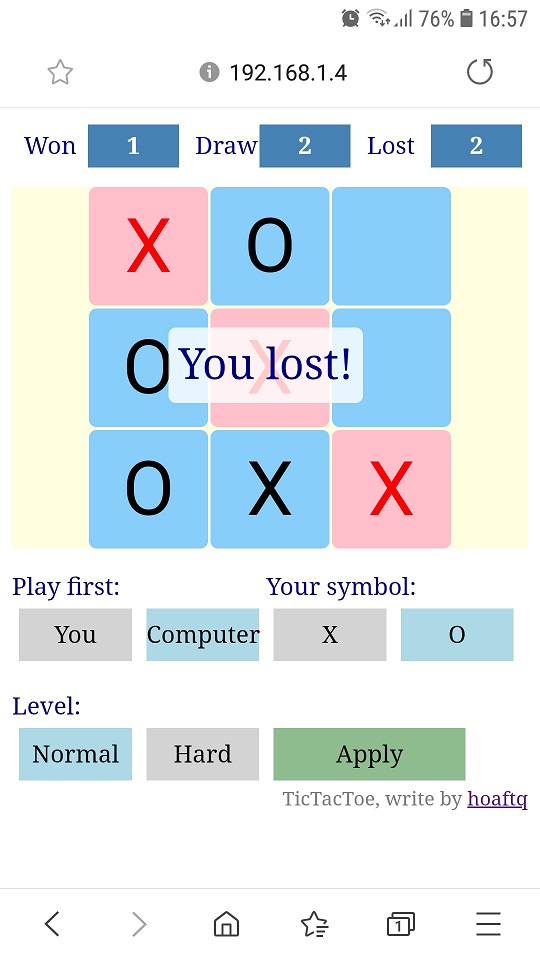 76% 16:57
192.168.1.4
Won 1 Draw 2 Lost 2
X O
O X
You lost!
O X X
Play first: Your symbol:
You Computer X O
Level:
Normal Hard Apply
TicTacToe, write by hoaftq
1